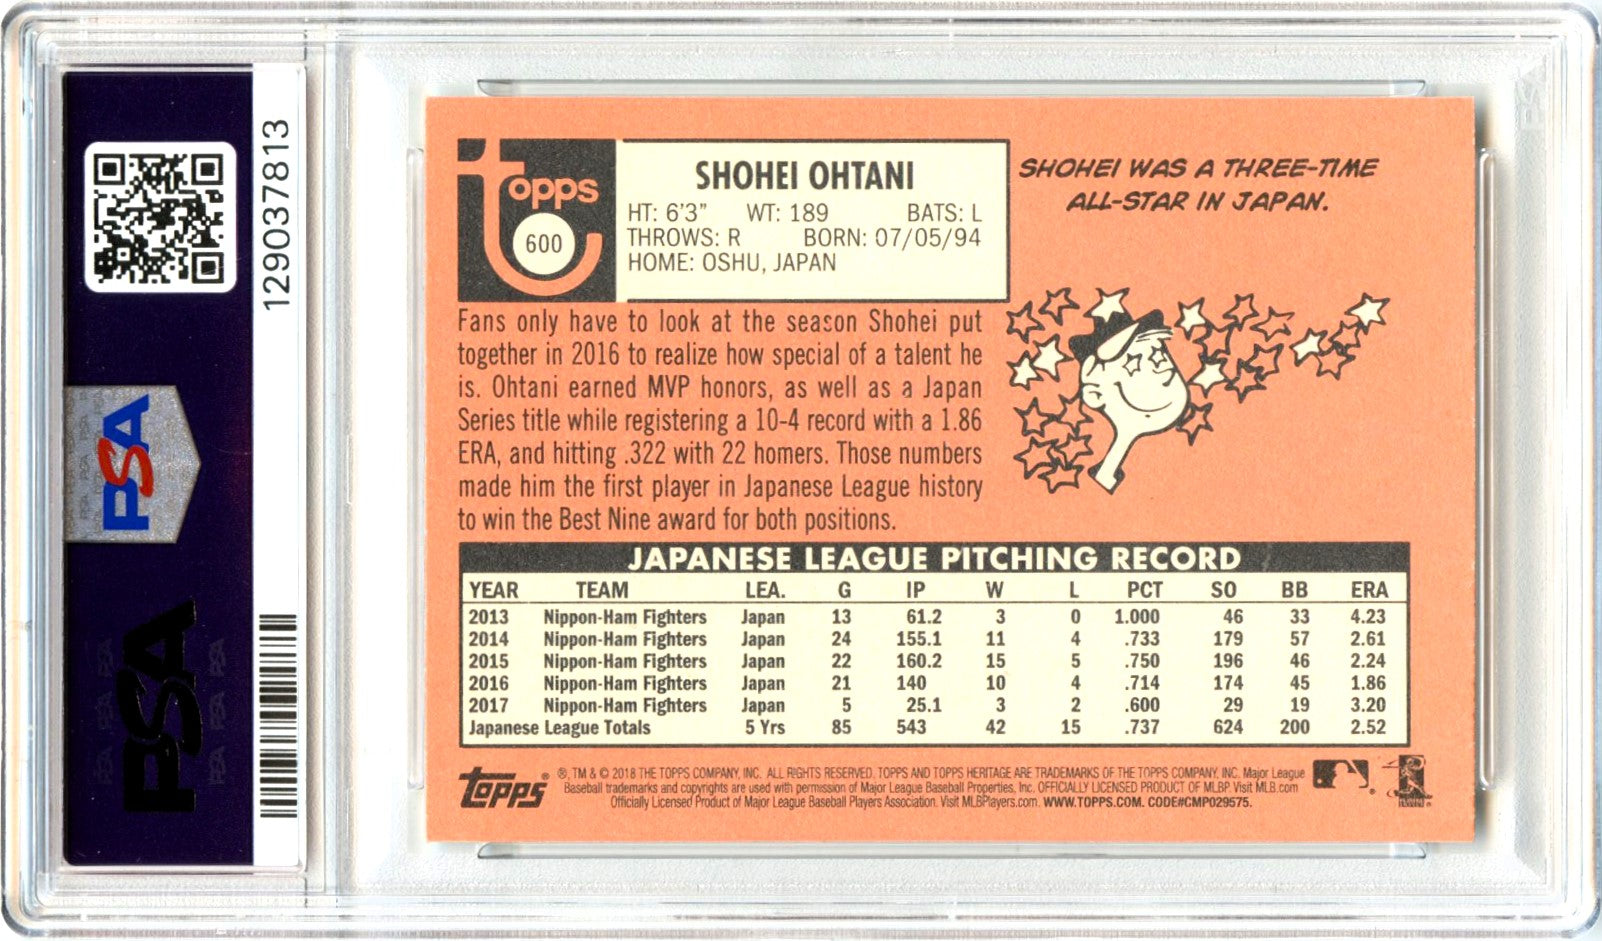 129037813
PSA
PSA
topps
600
SHOHEI OHTANI
HT: 6'3" WT: 189 BATS: L
THROWS: R BORN: 07/05/94
HOME: OSHU, JAPAN
SHOHEI WAS A THREE-TIME
ALL-STAR IN JAPAN.
Fans only have to look at the season Shohei put
together in 2016 to realize how special of a talent he
is. Ohtani earned MVP honors, as well as a Japan
Series title while registering a 10-4 record with a 1.86
ERA, and hitting .322 with 22 homers. Those numbers
made him the first player in Japanese League history
to win the Best Nine award for both positions.
JAPANESE LEAGUE PITCHING RECORD
YEAR TEAM LEA. G IP W L PCT SO BB ERA
2013 Nippon-Ham Fighters Japan 13 61.2 3 0 1.000 46 33 4.23
2014 Nippon-Ham Fighters Japan 24 155.1 11 4 .733 179 57 2.61
2015 Nippon-Ham Fighters Japan 22 160.2 15 5 .750 196 46 2.24
2016 Nippon-Ham Fighters Japan 21 140 10 4 .714 174 45 1.86
2017 Nippon-Ham Fighters Japan 5 25.1 3 2 .600 29 19 3.20
Japanese League Totals 5 Yrs 85 543 42 15 .737 624 200 2.52
topps® ®, TM & © 2018 THE TOPPS COMPANY, INC. ALL RIGHTS RESERVED. TOPPS AND TOPPS HERITAGE ARE TRADEMARKS OF THE TOPPS COMPANY, INC. Major League
Baseball trademarks and copyrights are used with permission of Major League Baseball Properties, Inc. OFFICIALLY LICENSED PRODUCT OF MLBP. Visit MLB.com
Officially Licensed Product of Major League Baseball Players Association. Visit MLBPlayers.com. WWW.TOPPS.COM. CODE#CMP029575.